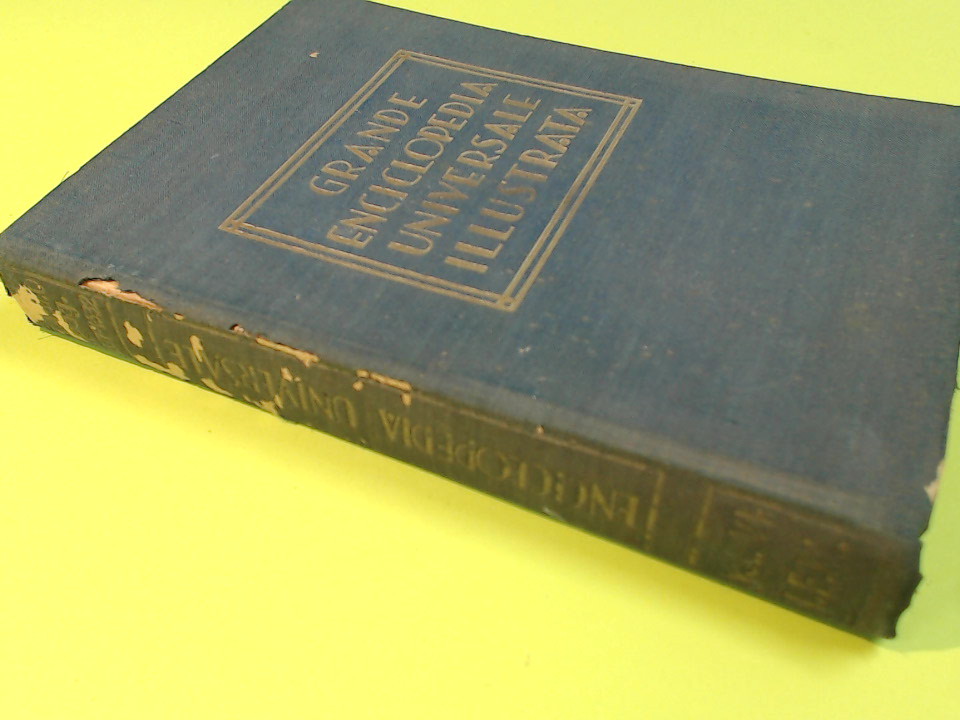 GRANDE
ENCICLOPEDIA
UNIVERSALE
ILLUSTRATA
ENCICLOPEDIA UNIVERSALE